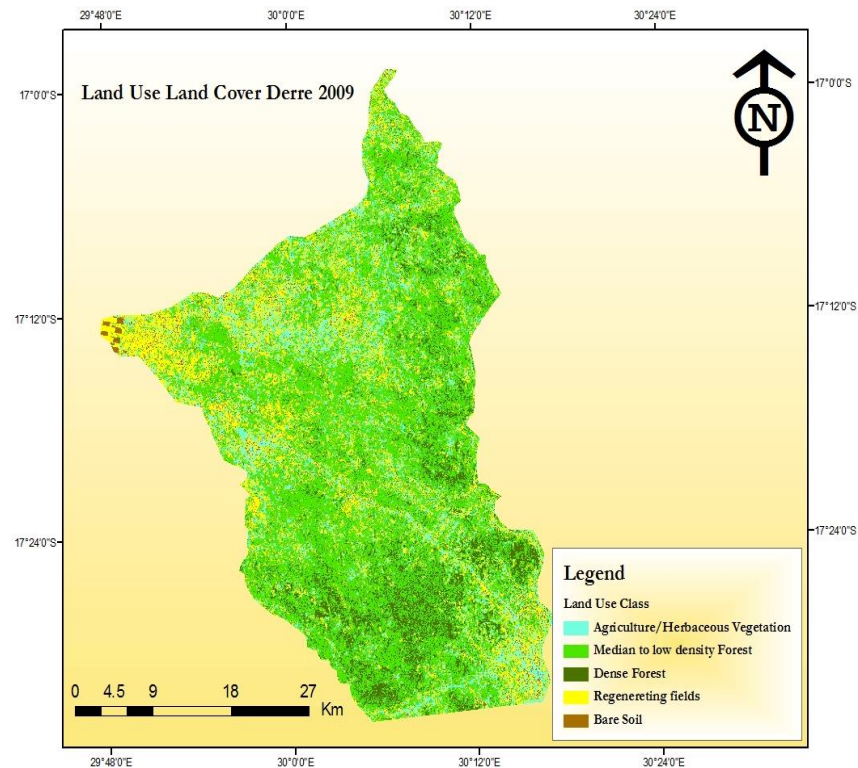 29°48'0"E 30°0'0"E 30°12'0"E 30°24'0"E
17°0'0"S 17°0'0"S
Land Use Land Cover Derre 2009
N
17°12'0"S 17°12'0"S
17°24'0"S 17°24'0"S
Legend
Land Use Class
Agriculture/Herbaceous Vegetation
Median to low density Forest
Dense Forest
Regenereting fields
Bare Soil
0 4.5 9 18 27
Km
29°48'0"E 30°0'0"E 30°12'0"E 30°24'0"E